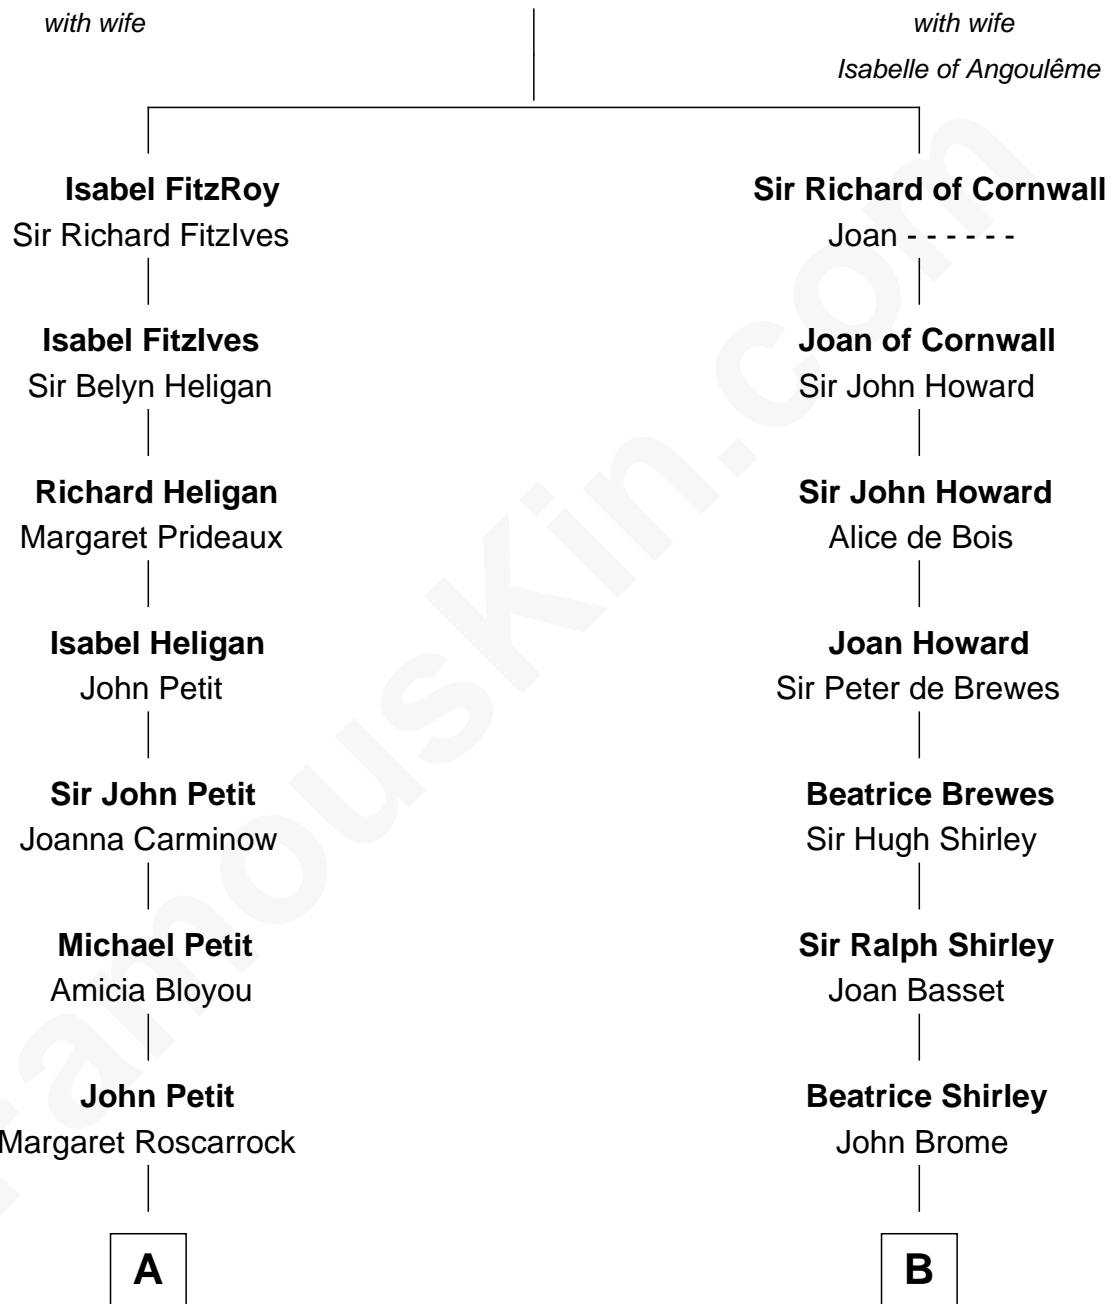 with wife
with wife
Isabelle of Angoulême
Isabel FitzRoy
Sir Richard FitzIves
Sir Richard of Cornwall
Joan - - - - - -
Isabel FitzIves
Sir Belyn Heligan
Joan of Cornwall
Sir John Howard
Richard Heligan
Margaret Prideaux
Sir John Howard
Alice de Bois
Isabel Heligan
John Petit
Joan Howard
Sir Peter de Brewes
Sir John Petit
Joanna Carminow
Beatrice Brewes
Sir Hugh Shirley
Michael Petit
Amicia Bloyou
Sir Ralph Shirley
Joan Basset
John Petit
Margaret Roscarrock
Beatrice Shirley
John Brome
A
B
FamousKin.com